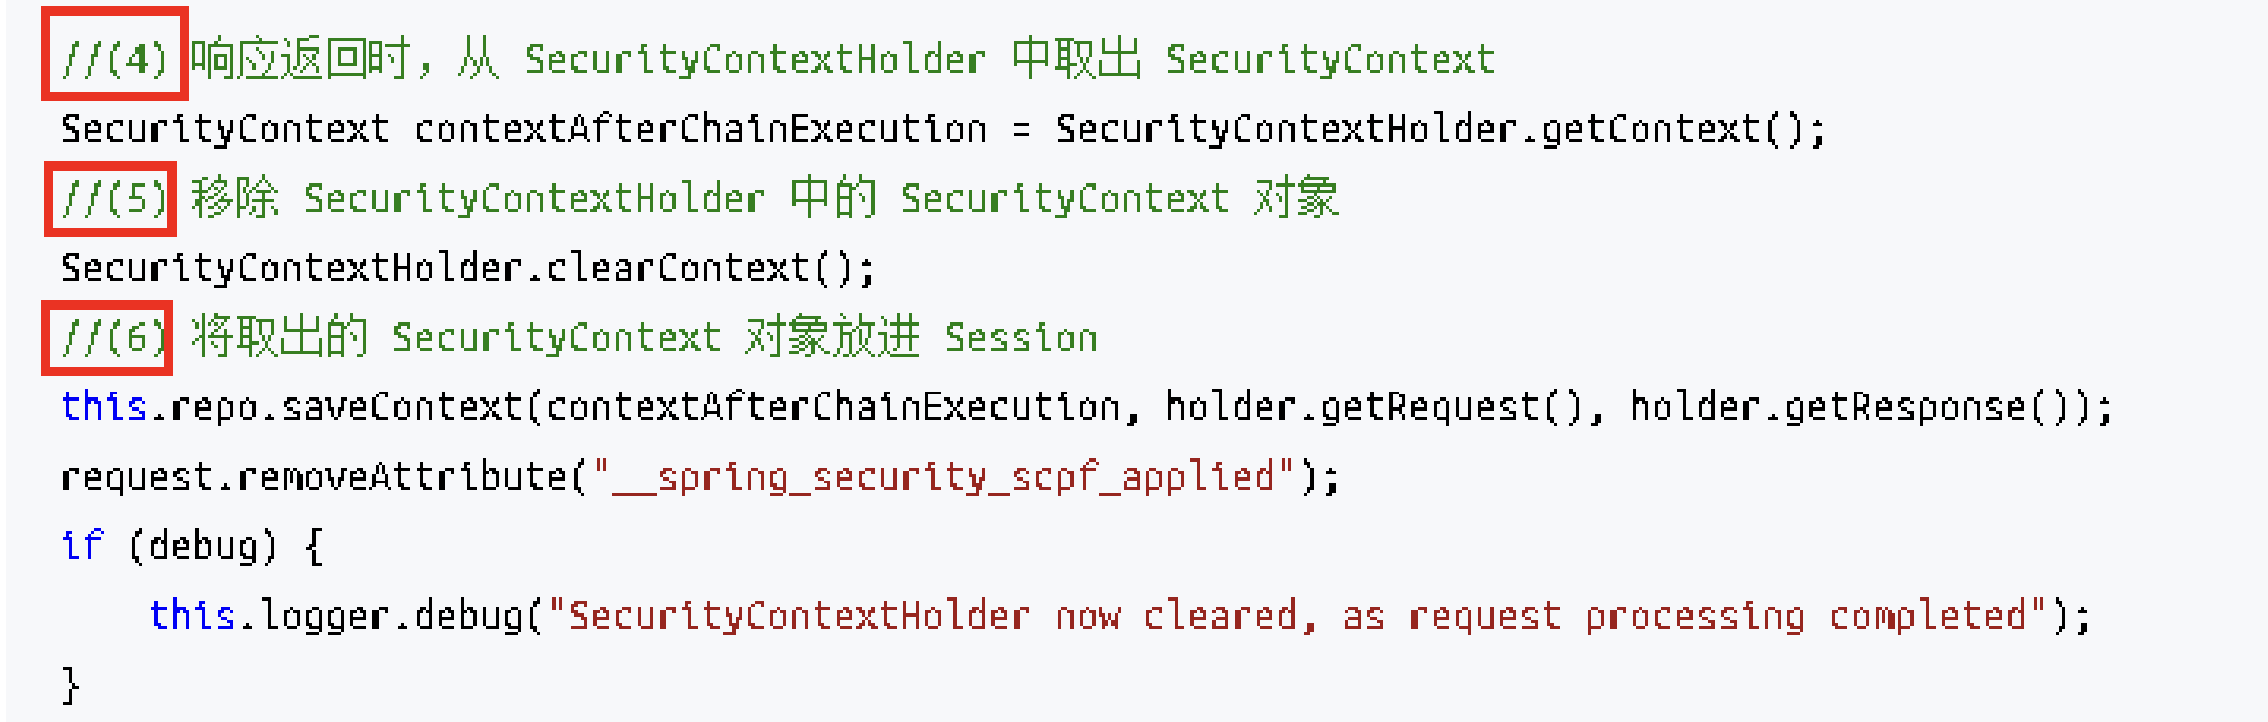 //(4) 响应返回时，从 SecurityContextHolder 中取出 SecurityContext
SecurityContext contextAfterChainExecution = SecurityContextHolder.getContext();
//(5) 移除 SecurityContextHolder 中的 SecurityContext 对象
SecurityContextHolder.clearContext();
//(6) 将取出的 SecurityContext 对象放进 Session
this.repo.saveContext(contextAfterChainExecution, holder.getRequest(), holder.getResponse());
request.removeAttribute("__spring_security_scpf_applied");
if (debug) {
    this.logger.debug("SecurityContextHolder now cleared, as request processing completed");
}